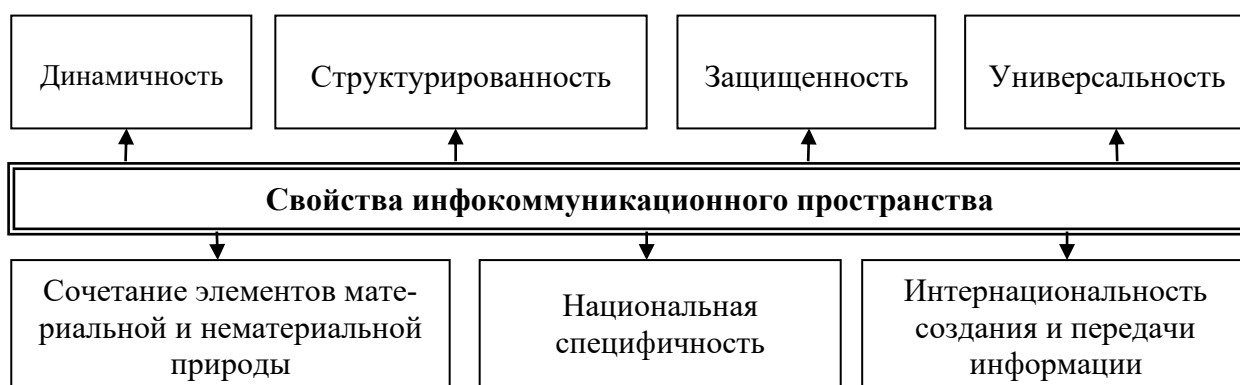 Динамичность
Структурированность
Защищенность
Универсальность
Свойства инфокоммуникационного пространства
Сочетание элементов мате-
риальной и нематериальной
природы
Национальная
специфичность
Интернациональность
создания и передачи
информации